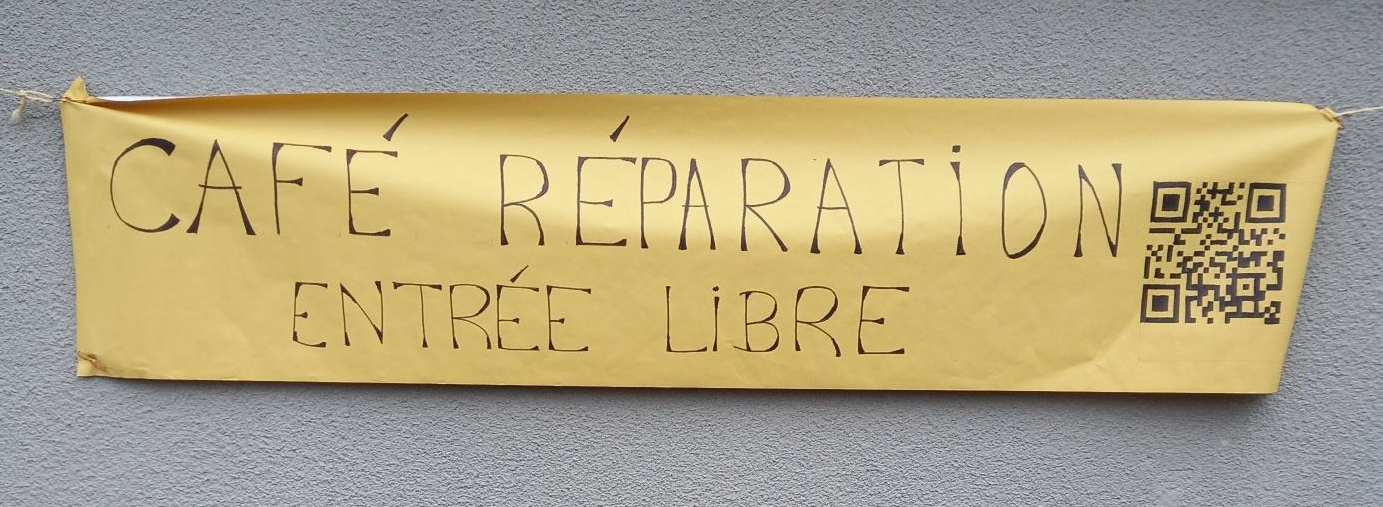 CAFÉ RÉPARATION
ENTRÉE LIBRE